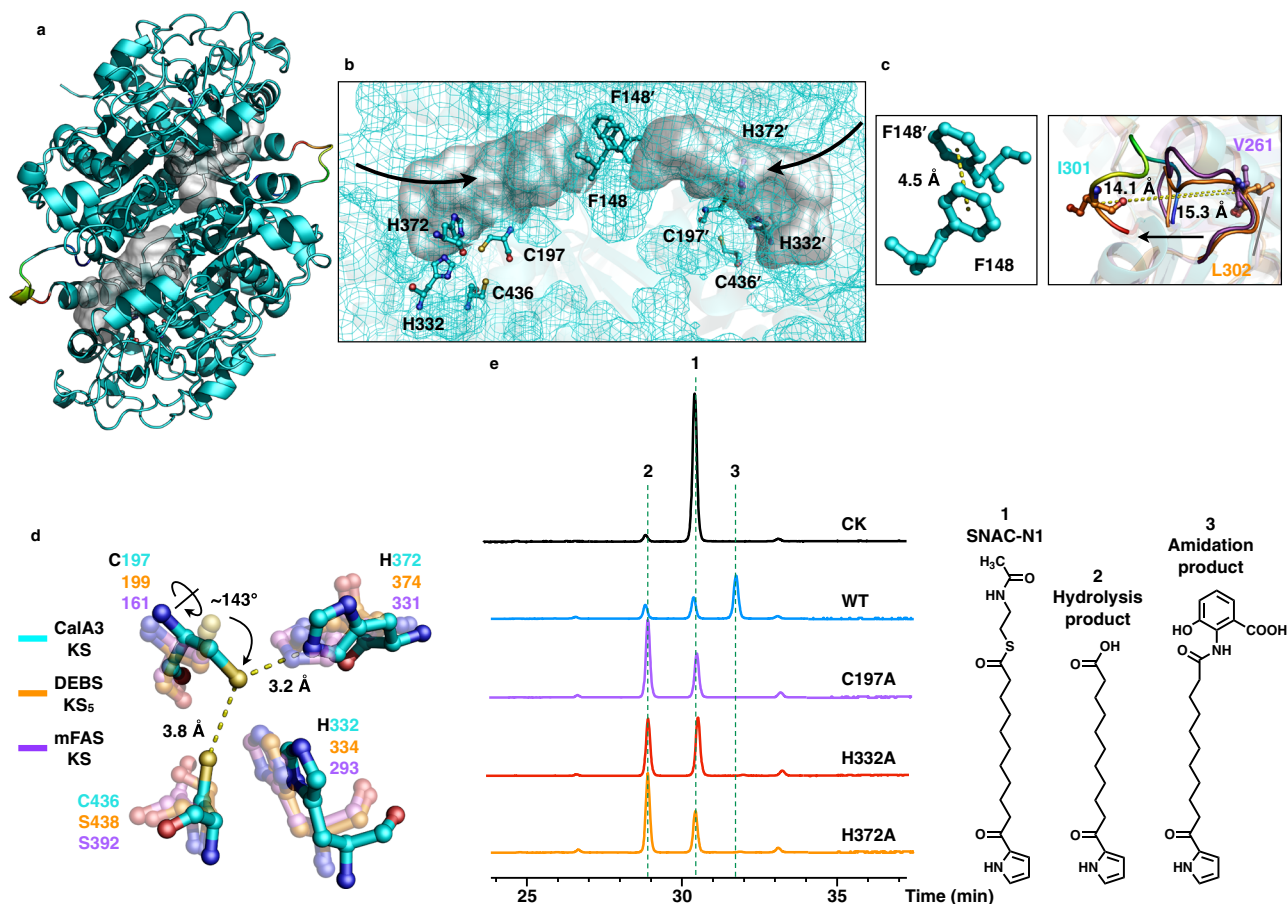 a
b
F148′
H372′
F148
H372
C197
C436
H332
C197′
H332′
C436′
c
F148′
4.5 Å
F148
I301
V261
14.1 Å
15.3 Å
L302
d
C197
199
161
~143°
H372
374
331
3.2 Å
3.8 Å
H332
334
293
C436
S438
S392
CalA3
KS
DEBS
KS₅
mFAS
KS
e
1
2
3
CK
WT
C197A
H332A
H372A
25
30
35
Time (min)
1
SNAC-N1
H₃C
O
NH
S
O
O
HN
2
Hydrolysis
product
O
OH
O
HN
3
Amidation
product
HO
COOH
O
NH
O
HN